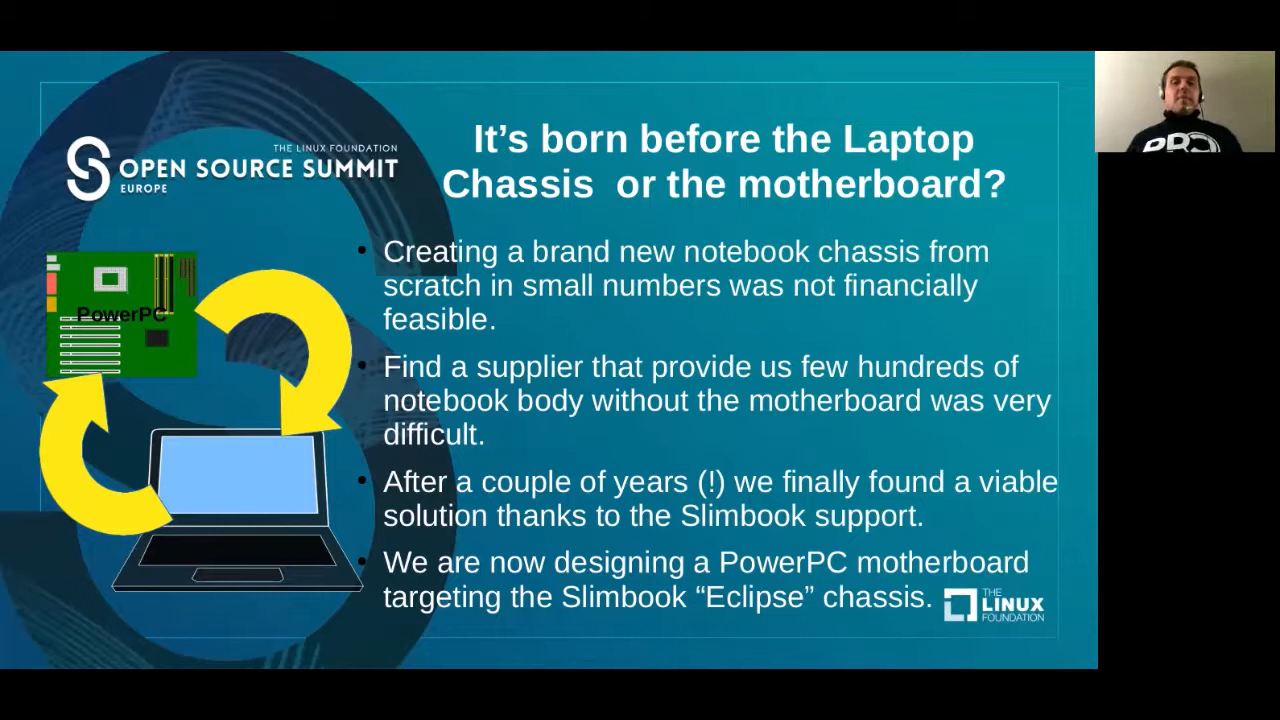 THE LINUX FOUNDATION
OPEN SOURCE SUMMIT
EUROPE
It’s born before the Laptop
Chassis or the motherboard?
PowerPC
• Creating a brand new notebook chassis from
scratch in small numbers was not financially
feasible.
• Find a supplier that provide us few hundreds of
notebook body without the motherboard was very
difficult.
• After a couple of years (!) we finally found a viable
solution thanks to the Slimbook support.
• We are now designing a PowerPC motherboard
targeting the Slimbook “Eclipse” chassis.
THE
LINUX
FOUNDATION